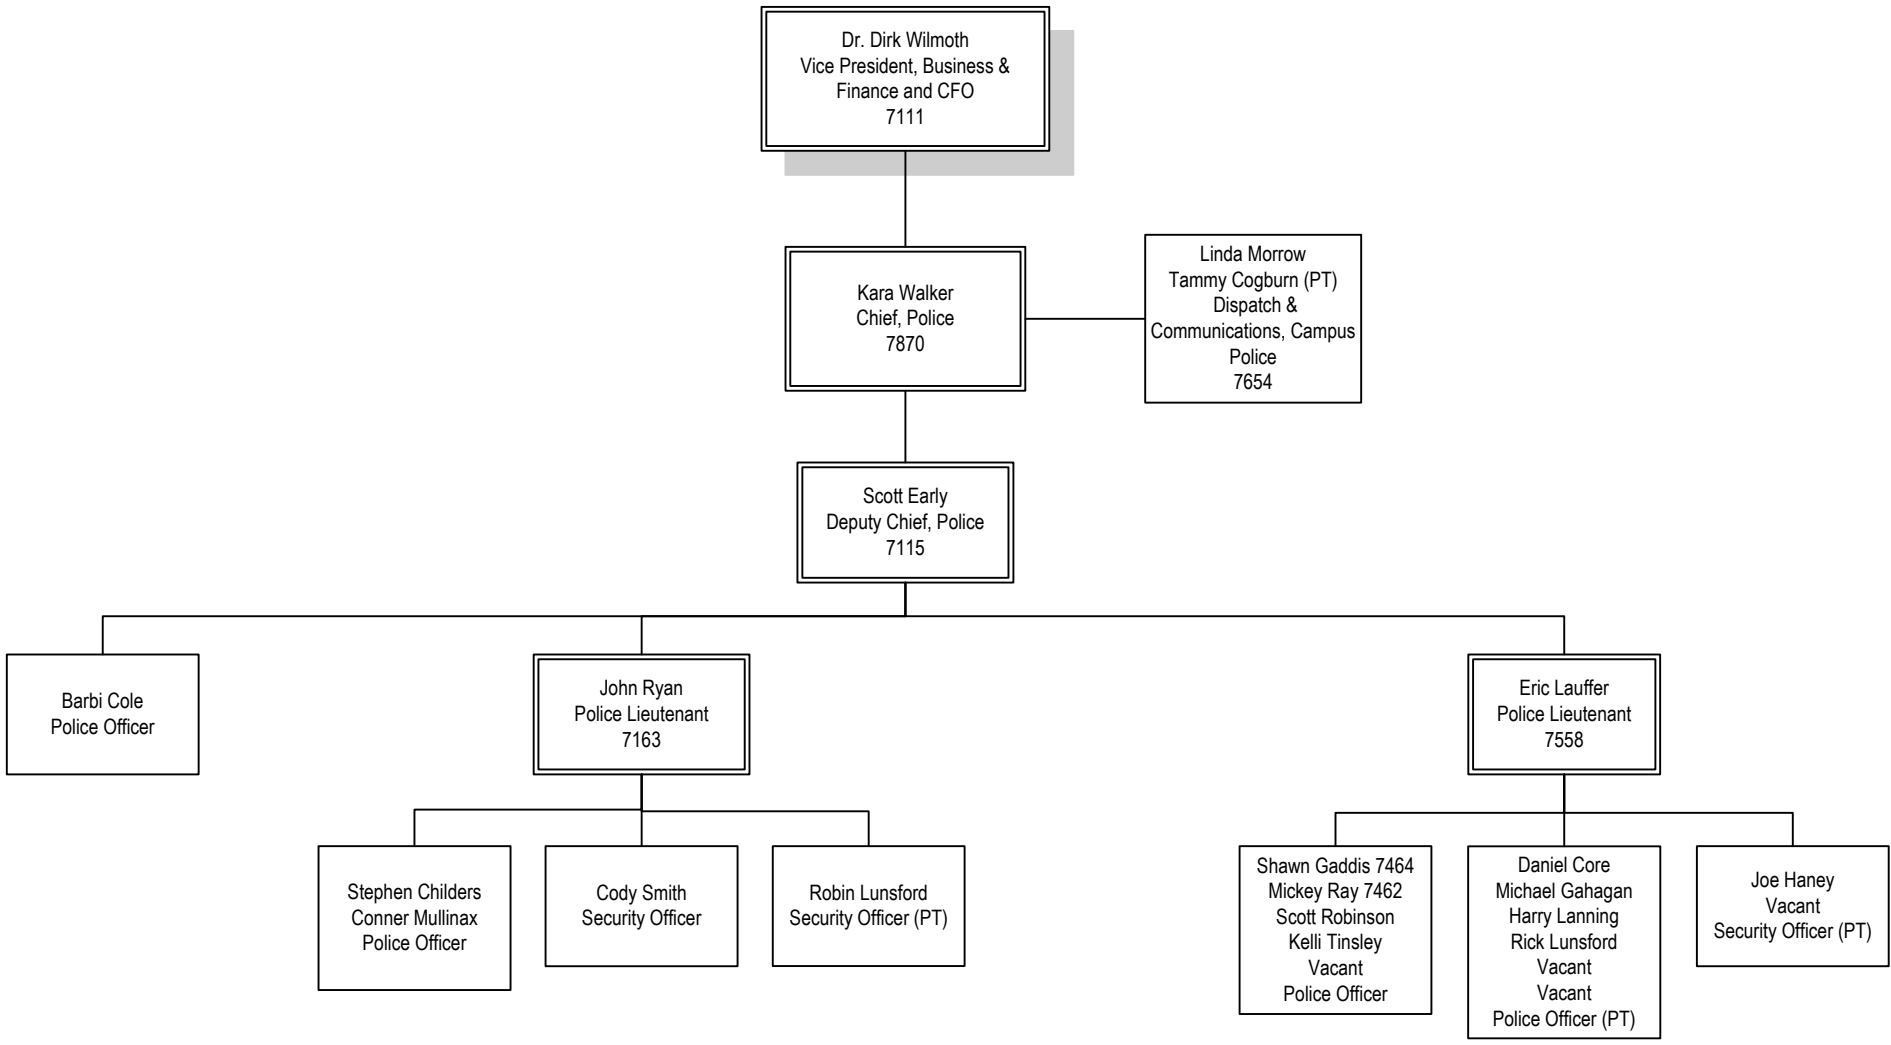 Dr. Dirk Wilmoth
Vice President, Business &
Finance and CFO
7111
Kara Walker
Chief, Police
7870
Linda Morrow
Tammy Cogburn (PT)
Dispatch &
Communications, Campus
Police
7654
Scott Early
Deputy Chief, Police
7115
Barbi Cole
Police Officer
John Ryan
Police Lieutenant
7163
Eric Lauffer
Police Lieutenant
7558
Stephen Childers
Conner Mullinax
Police Officer
Cody Smith
Security Officer
Robin Lunsford
Security Officer (PT)
Shawn Gaddis 7464
Mickey Ray 7462
Scott Robinson
Kelli Tinsley
Vacant
Police Officer
Daniel Core
Michael Gahagan
Harry Lanning
Rick Lunsford
Vacant
Vacant
Police Officer (PT)
Joe Haney
Vacant
Security Officer (PT)